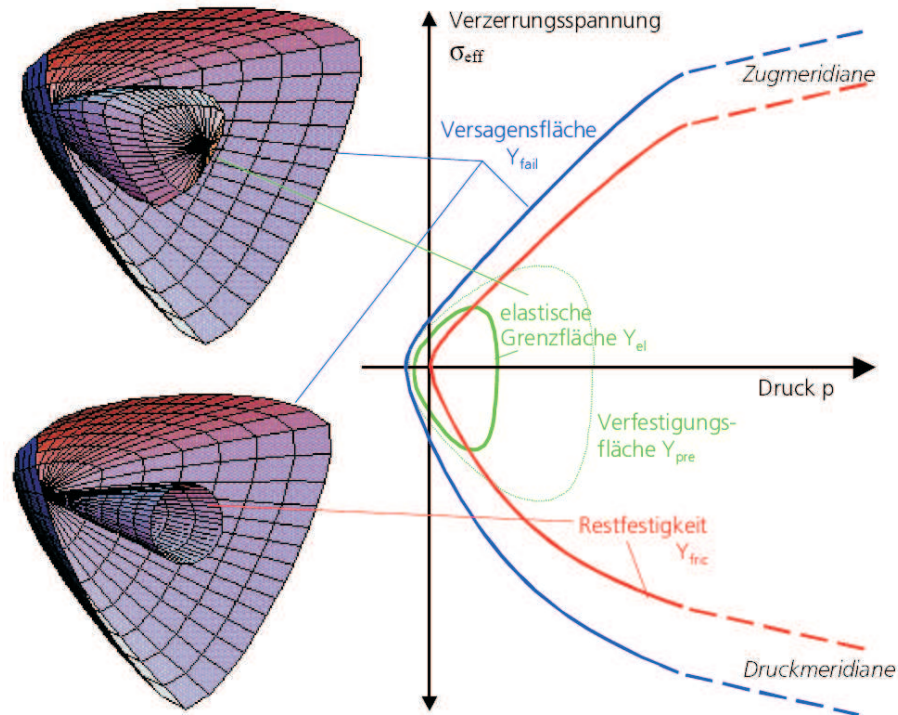 Verzerrungsspannung
σeff
Zugmeridiane
Versagensfläche
Yfail
elastische
Grenzfläche Yel
Druck p
Verfestigungs-
fläche Ypre
Restfestigkeit
Yfric
Druckmeridiane